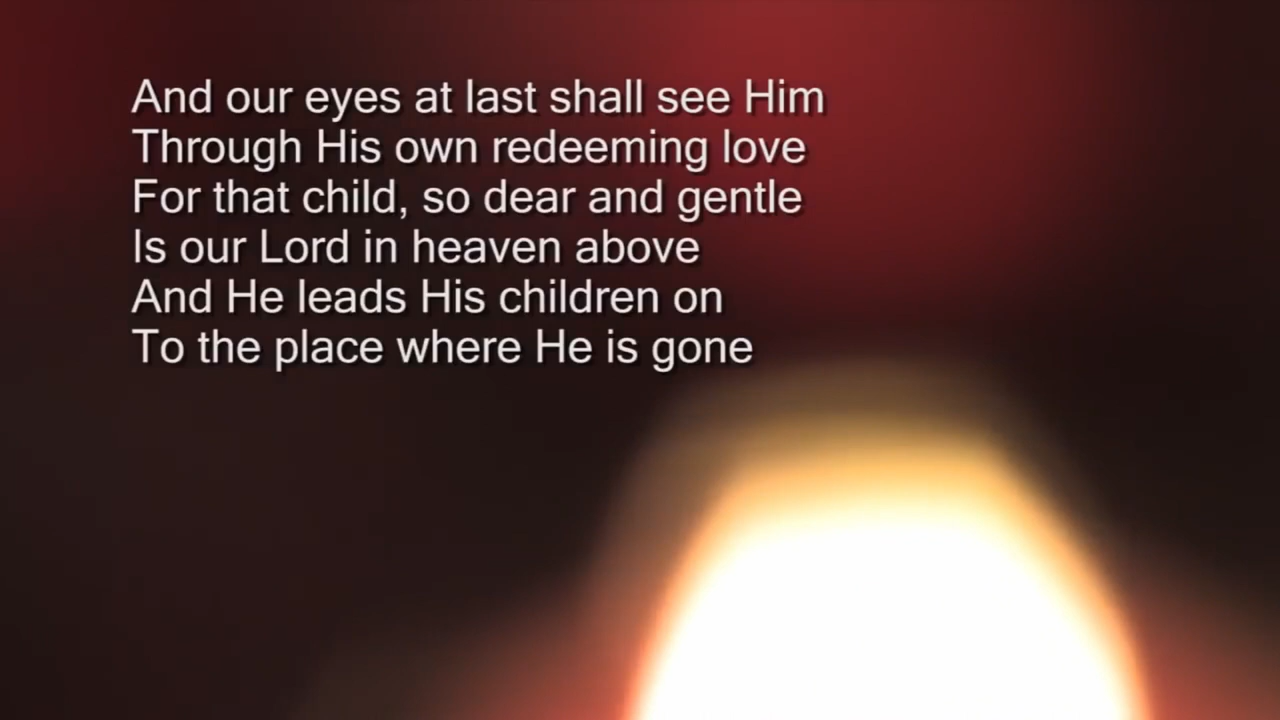 And our eyes at last shall see Him
Through His own redeeming love
For that child, so dear and gentle
Is our Lord in heaven above
And He leads His children on
To the place where He is gone